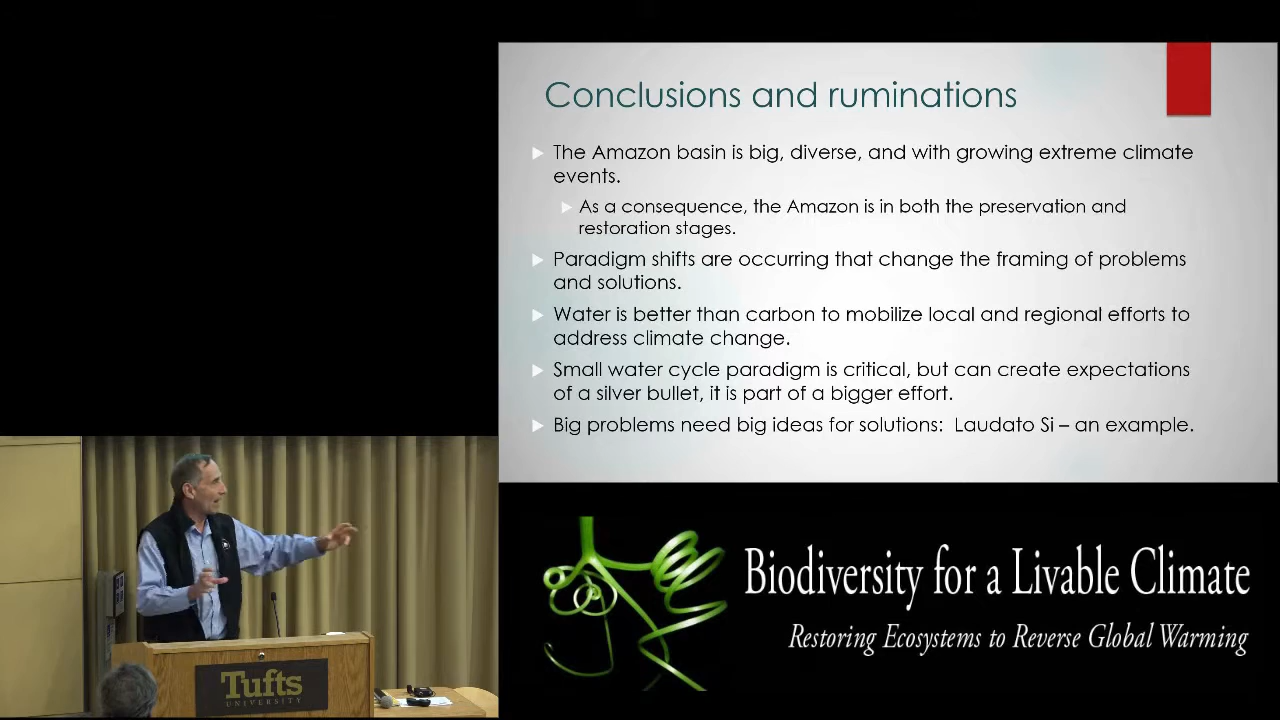 Conclusions and ruminations
The Amazon basin is big, diverse, and with growing extreme climate
events.
As a consequence, the Amazon is in both the preservation and
restoration stages.
Paradigm shifts are occurring that change the framing of problems
and solutions.
Water is better than carbon to mobilize local and regional efforts to
address climate change.
Small water cycle paradigm is critical, but can create expectations
of a silver bullet, it is part of a bigger effort.
Big problems need big ideas for solutions: Laudato Si – an example.
Biodiversity for a Livable Climate
Restoring Ecosystems to Reverse Global Warming
Tufts
UNIVERSITY